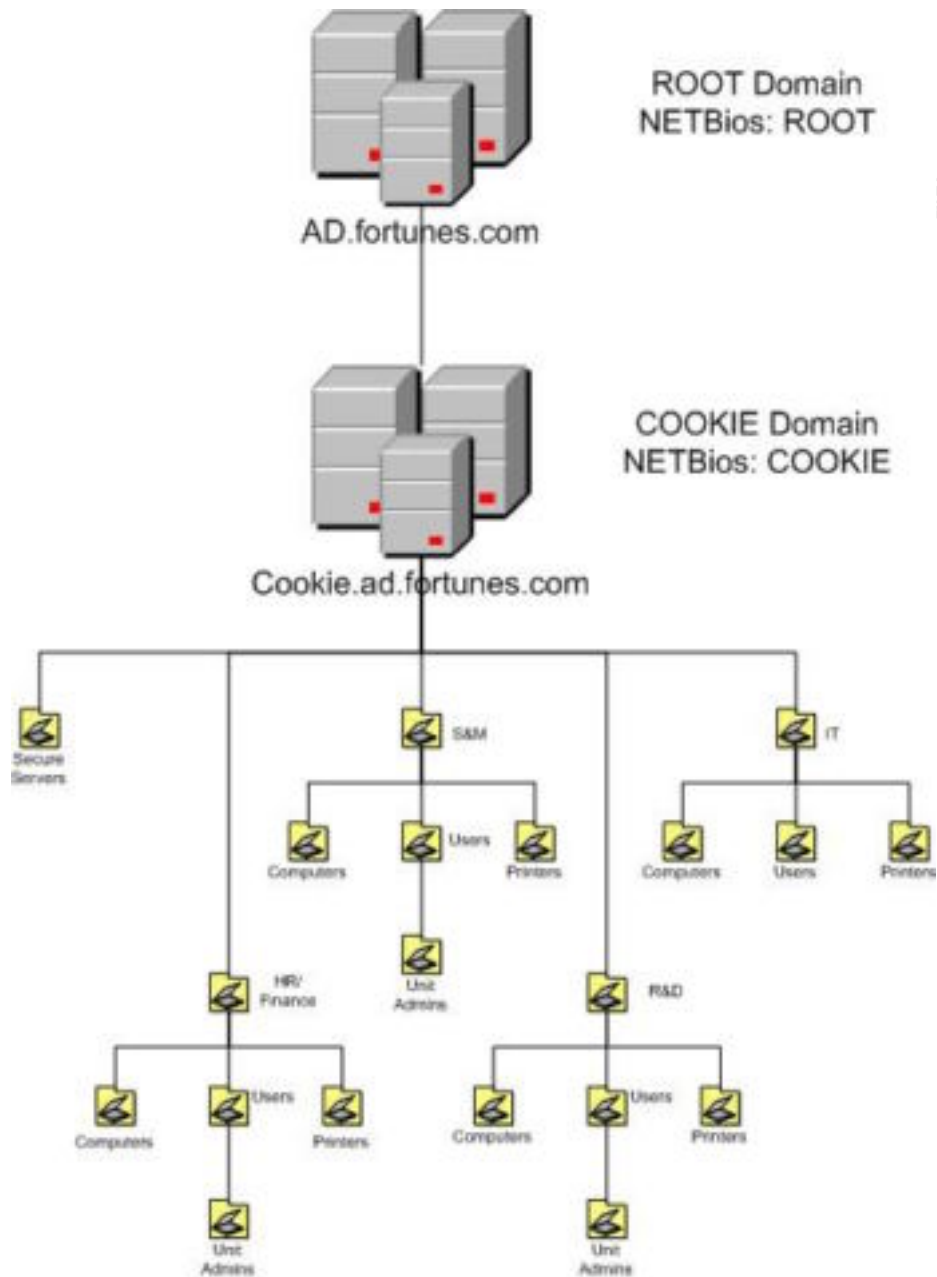 ROOT Domain
NETBios: ROOT
AD.fortunes.com
COOKIE Domain
NETBios: COOKIE
Cookie.ad.fortunes.com
Secure
Servers
S&M
IT
Computers
Users
Printers
Computers
Users
Printers
Unit
Admins
HR/
Finance
R&D
Computers
Users
Printers
Computers
Users
Printers
Unit
Admins
Unit
Admins